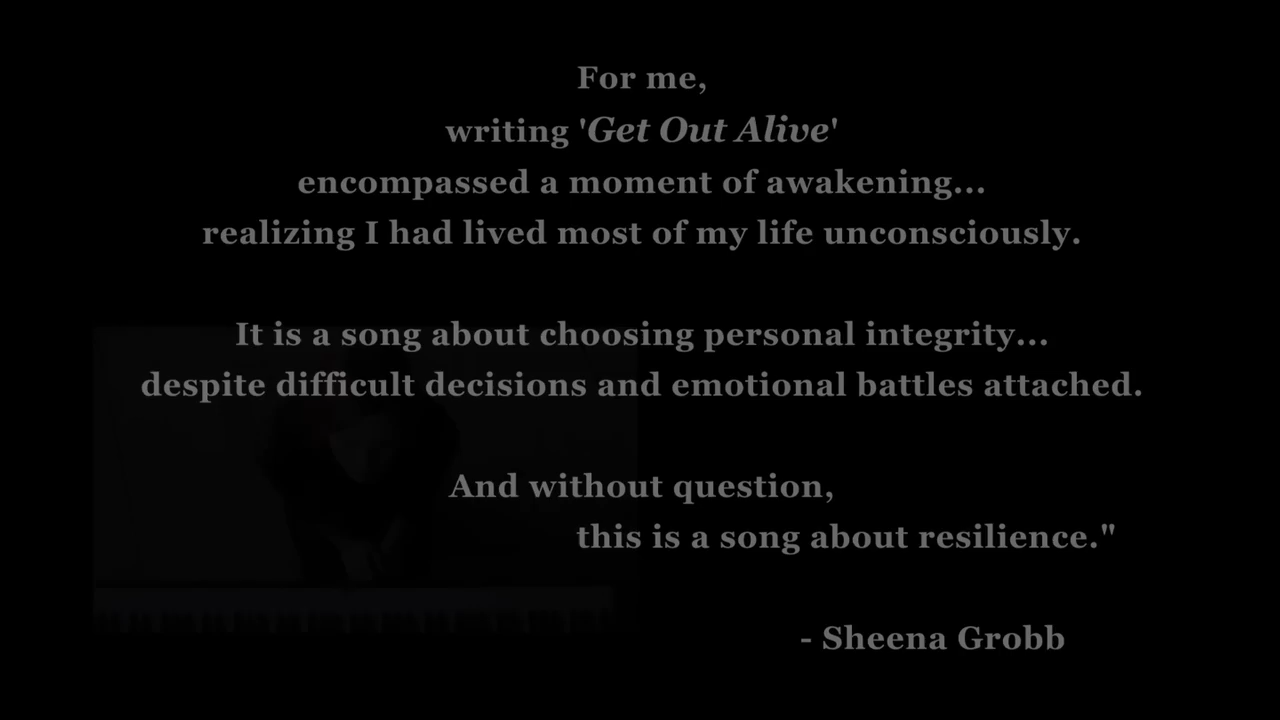 For me,
writing 'Get Out Alive'
encompassed a moment of awakening...
realizing I had lived most of my life unconsciously.
It is a song about choosing personal integrity...
despite difficult decisions and emotional battles attached.
And without question,
this is a song about resilience."
- Sheena Grobb